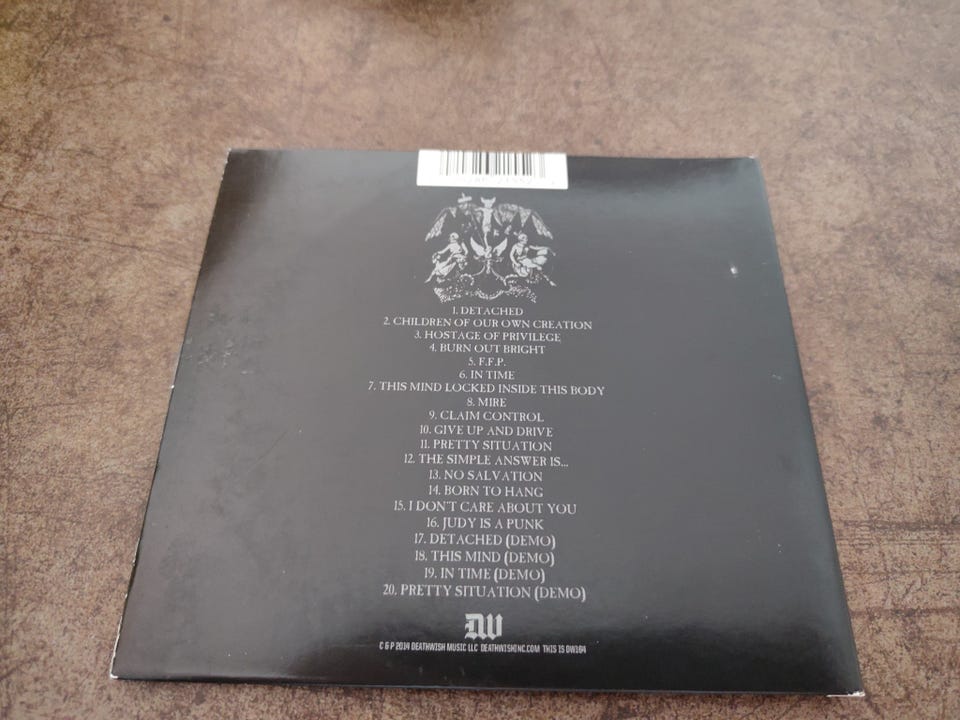 1. DETACHED
2. CHILDREN OF OUR OWN CREATION
3. HOSTAGE OF PRIVILEGE
4. BURN OUT BRIGHT
5. F.F.P.
6. IN TIME
7. THIS MIND LOCKED INSIDE THIS BODY
8. MIRE
9. CLAIM CONTROL
10. GIVE UP AND DRIVE
11. PRETTY SITUATION
12. THE SIMPLE ANSWER IS...
13. NO SALVATION
14. BORN TO HANG
15. I DON'T CARE ABOUT YOU
16. JUDY IS A PUNK
17. DETACHED (DEMO)
18. THIS MIND (DEMO)
19. IN TIME (DEMO)
20. PRETTY SITUATION (DEMO)
DW
C & P 2014 DEATHWISH MUSIC LLC DEATHWISHINC.COM THIS IS DW164